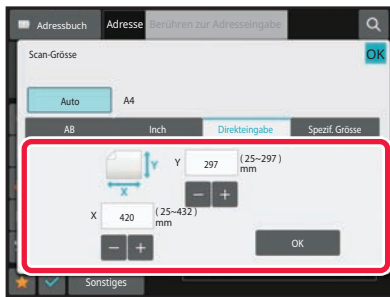 Adressbuch Adresse Berühren zur Adresseingabe
Scan-Grösse OK
Auto A4
AB Inch Direkteingabe Spezif. Grösse
Y Y 297 (25~297) mm
X
− +
X 420 (25~432) mm
− + OK
Sonstiges